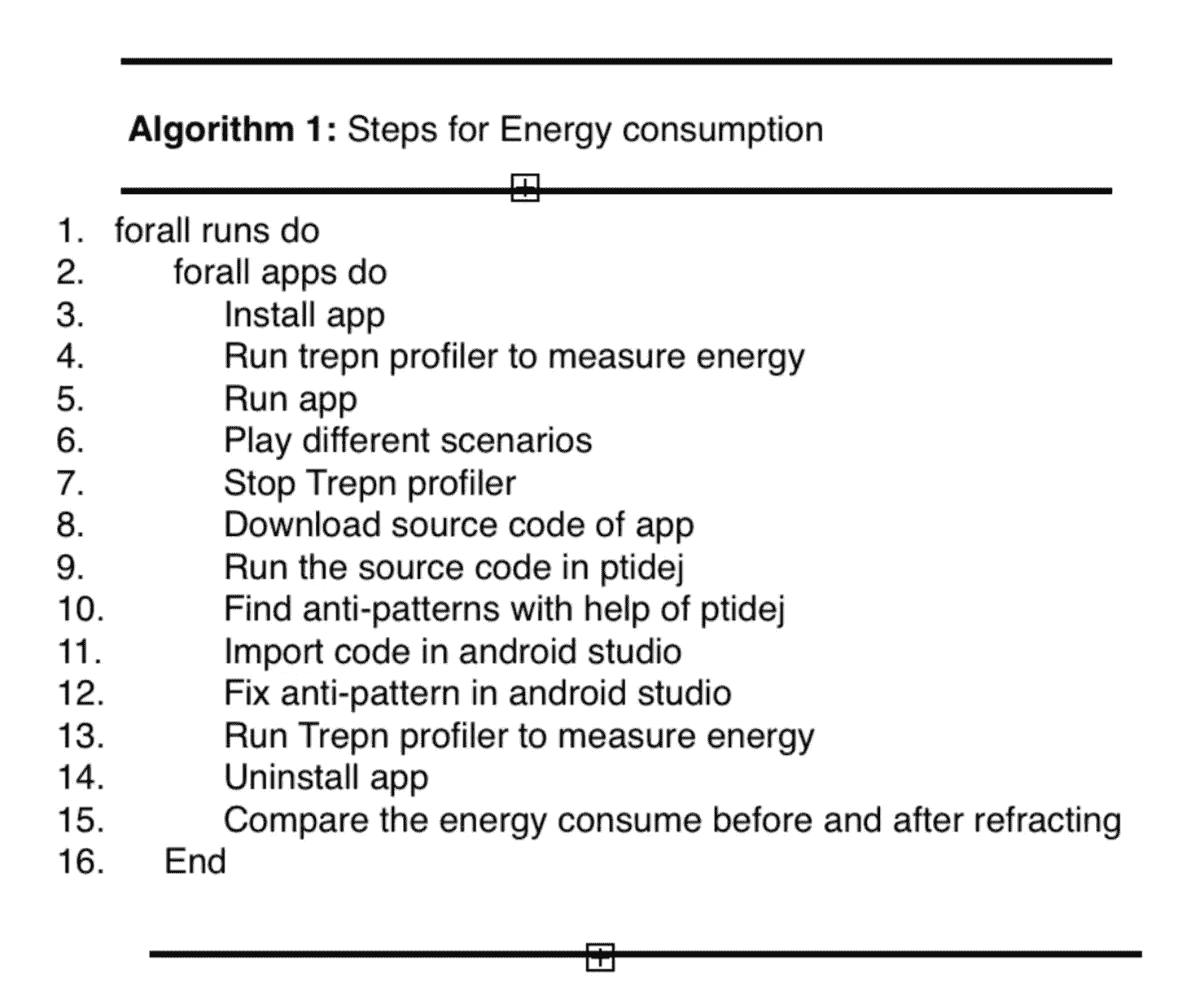 Algorithm 1: Steps for Energy consumption
1. forall runs do
2. forall apps do
3. Install app
4. Run trepn profiler to measure energy
5. Run app
6. Play different scenarios
7. Stop Trepn profiler
8. Download source code of app
9. Run the source code in ptidej
10. Find anti-patterns with help of ptidej
11. Import code in android studio
12. Fix anti-pattern in android studio
13. Run Trepn profiler to measure energy
14. Uninstall app
15. Compare the energy consume before and after refracting
16. End